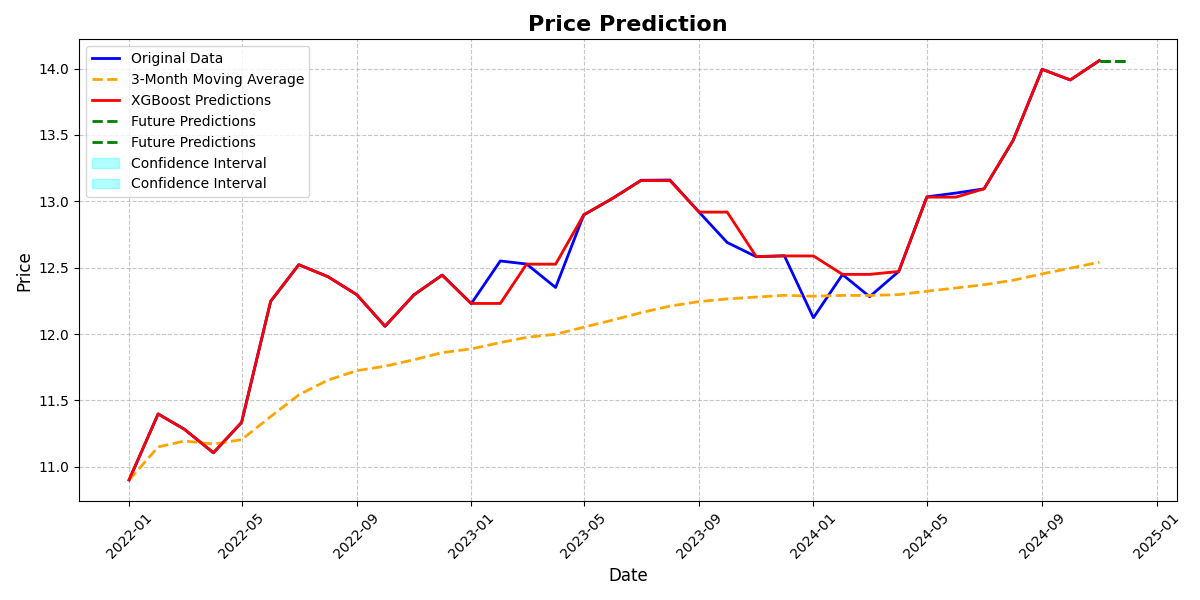 Price Prediction
Original Data
3-Month Moving Average
XGBoost Predictions
Future Predictions
Future Predictions
Confidence Interval
Confidence Interval
Price
14.0
13.5
13.0
12.5
12.0
11.5
11.0
2022-01
2022-05
2022-09
2023-01
2023-05
2023-09
2024-01
2024-05
2024-09
2025-01
Date